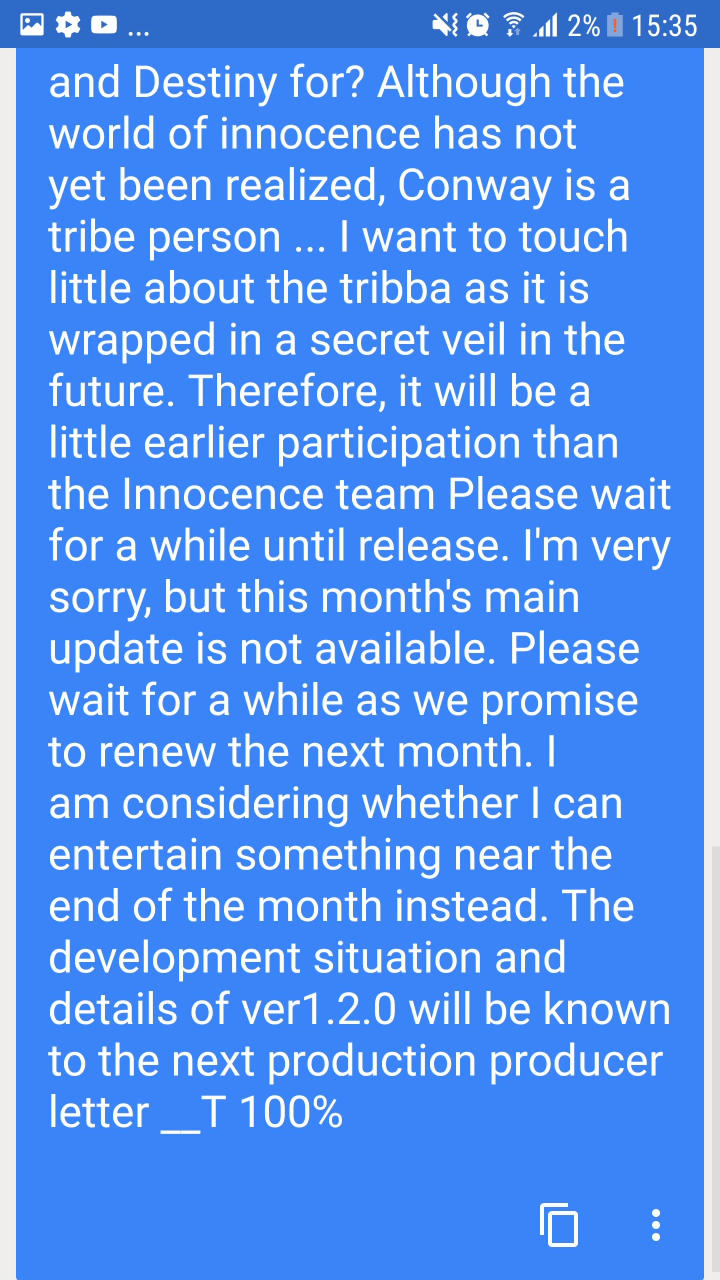 2% 15:35
and Destiny for? Although the
world of innocence has not
yet been realized, Conway is a
tribe person ... I want to touch
little about the tribba as it is
wrapped in a secret veil in the
future. Therefore, it will be a
little earlier participation than
the Innocence team Please wait
for a while until release. I'm very
sorry, but this month's main
update is not available. Please
wait for a while as we promise
to renew the next month. I
am considering whether I can
entertain something near the
end of the month instead. The
development situation and
details of ver1.2.0 will be known
to the next production producer
letter __T 100%